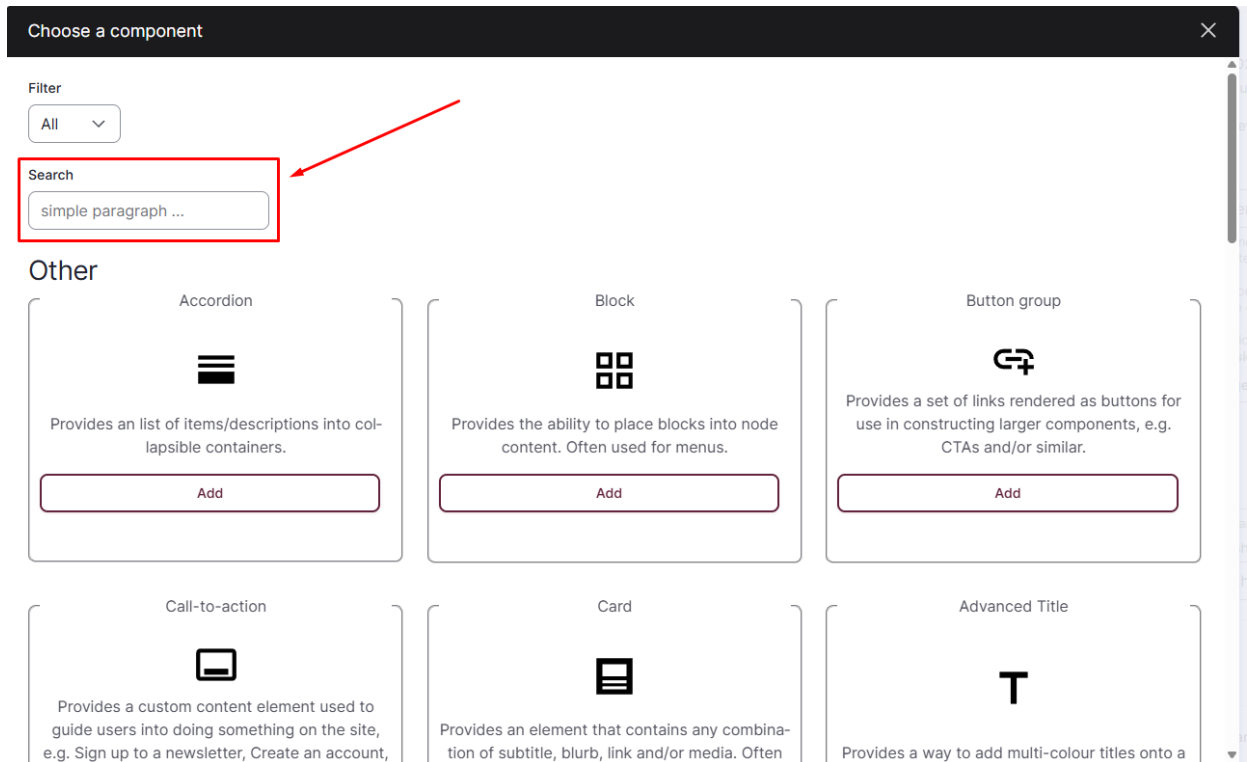 Choose a component
Filter
All
Search
simple paragraph ...
Other
Accordion
Provides an list of items/descriptions into col-
lapsible containers.
Add
Block
Provides the ability to place blocks into node
content. Often used for menus.
Add
Button group
Provides a set of links rendered as buttons for
use in constructing larger components, e.g.
CTAs and/or similar.
Add
Call-to-action
Provides a custom content element used to
guide users into doing something on the site,
e.g. Sign up to a newsletter, Create an account,
Card
Provides an element that contains any combina-
tion of subtitle, blurb, link and/or media. Often
Advanced Title
Provides a way to add multi-colour titles onto a